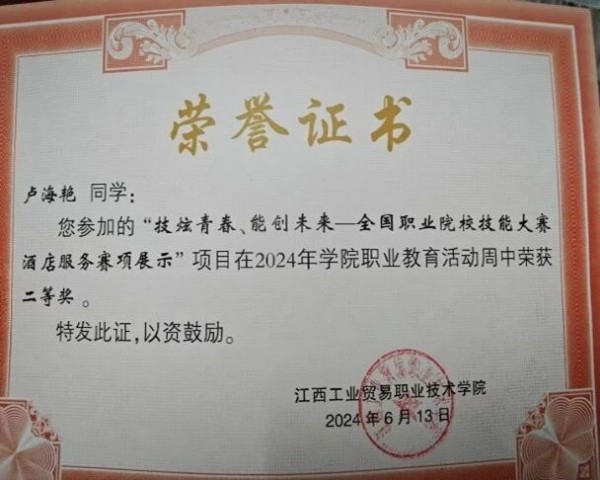 荣誉证书
卢海艳 同学：
您参加的“技炫青春、能创未来—全国职业院校技能大赛
酒店服务赛项展示”项目在2024年学院职业教育活动周中荣获
二等奖。
特发此证，以资鼓励。
江西工业贸易职业技术学院
2024年6月13日